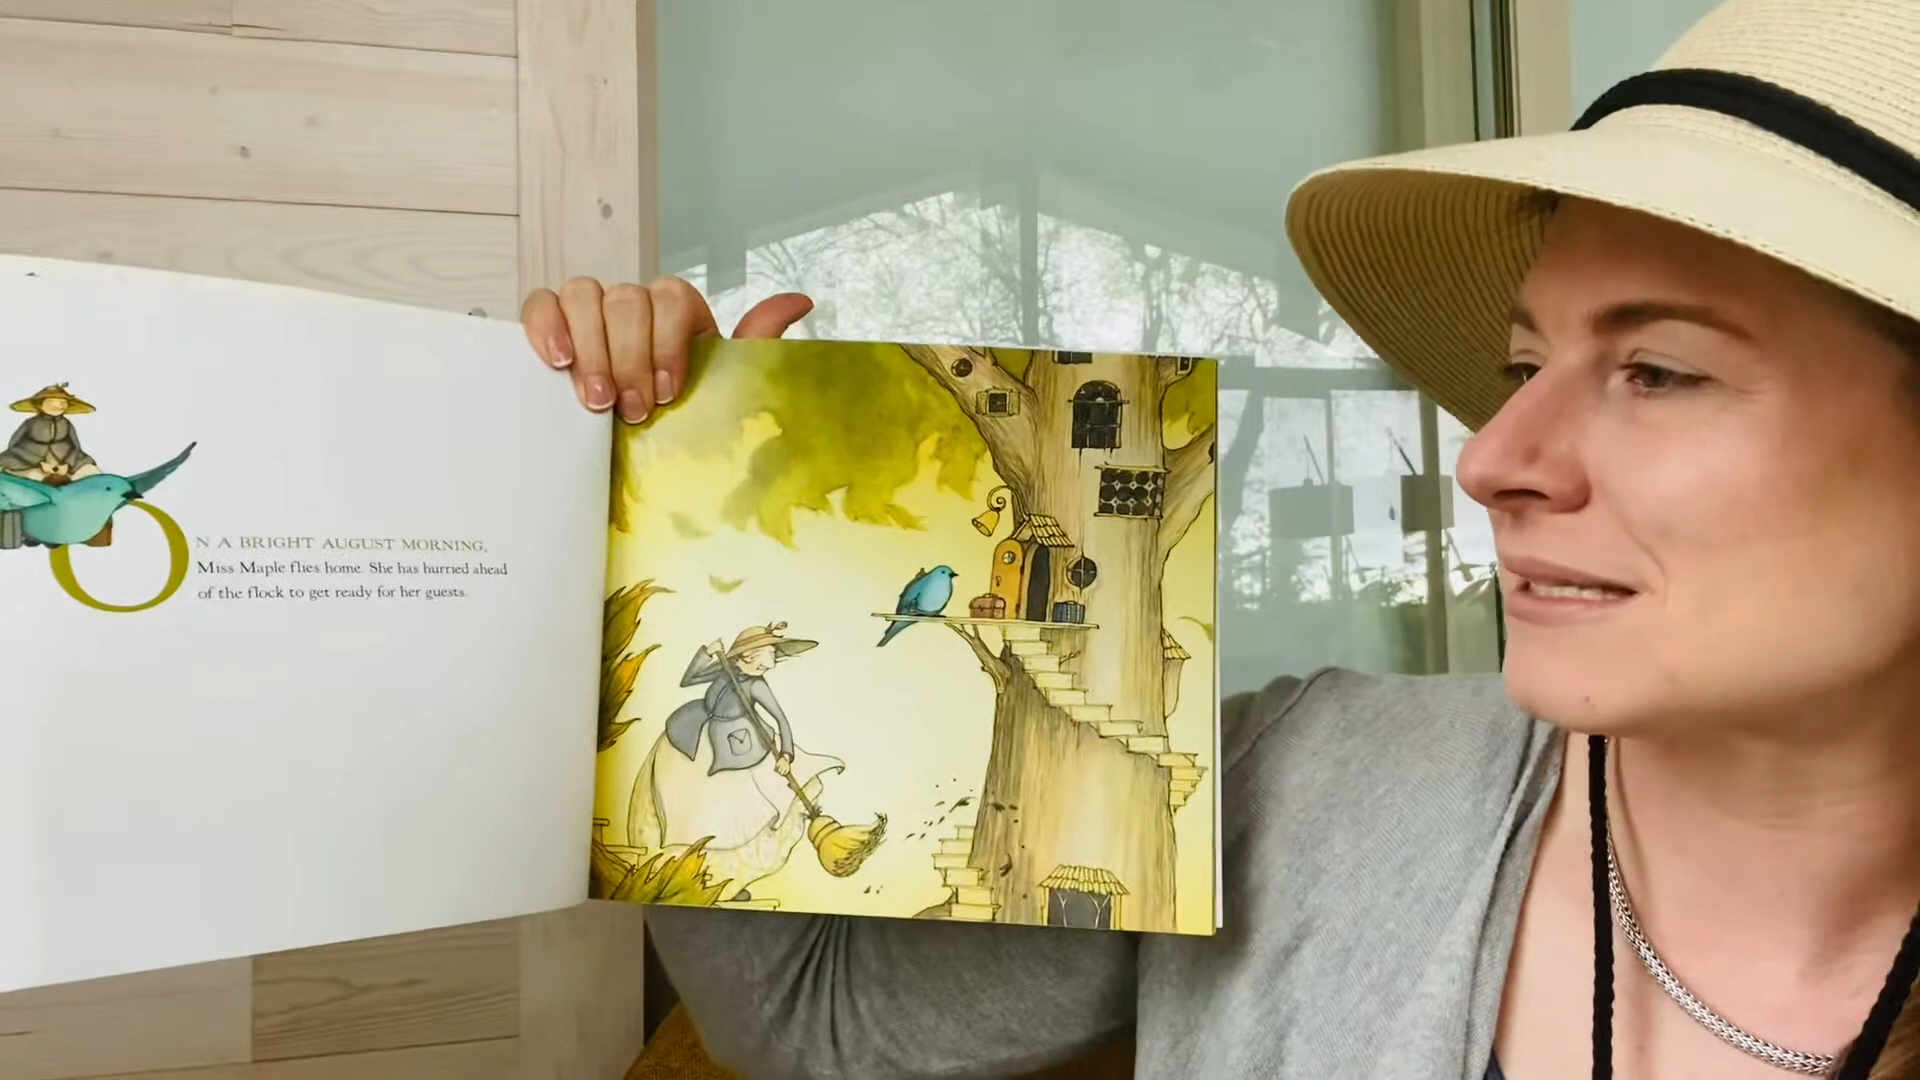 ON A BRIGHT AUGUST MORNING,
Miss Maple flies home. She has hurried ahead
of the flock to get ready for her guests.